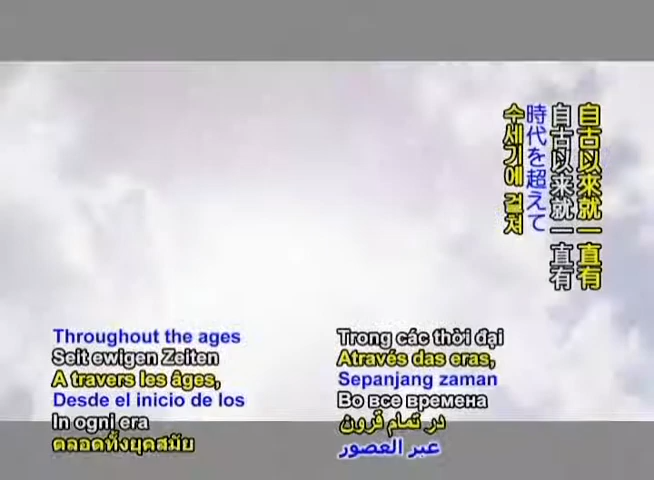 自古以來就一直有
自古以来就一直有
時代を超えて
수세기에 걸쳐
Throughout the ages
Seit ewigen Zeiten
A travers les âges,
Desde el inicio de los
In ogni era
ตลอดทั้งยุคสมัย
Trong các thời đại
Através das eras,
Sepanjang zaman
Во все времена
در تمام قرون
عبر العصور